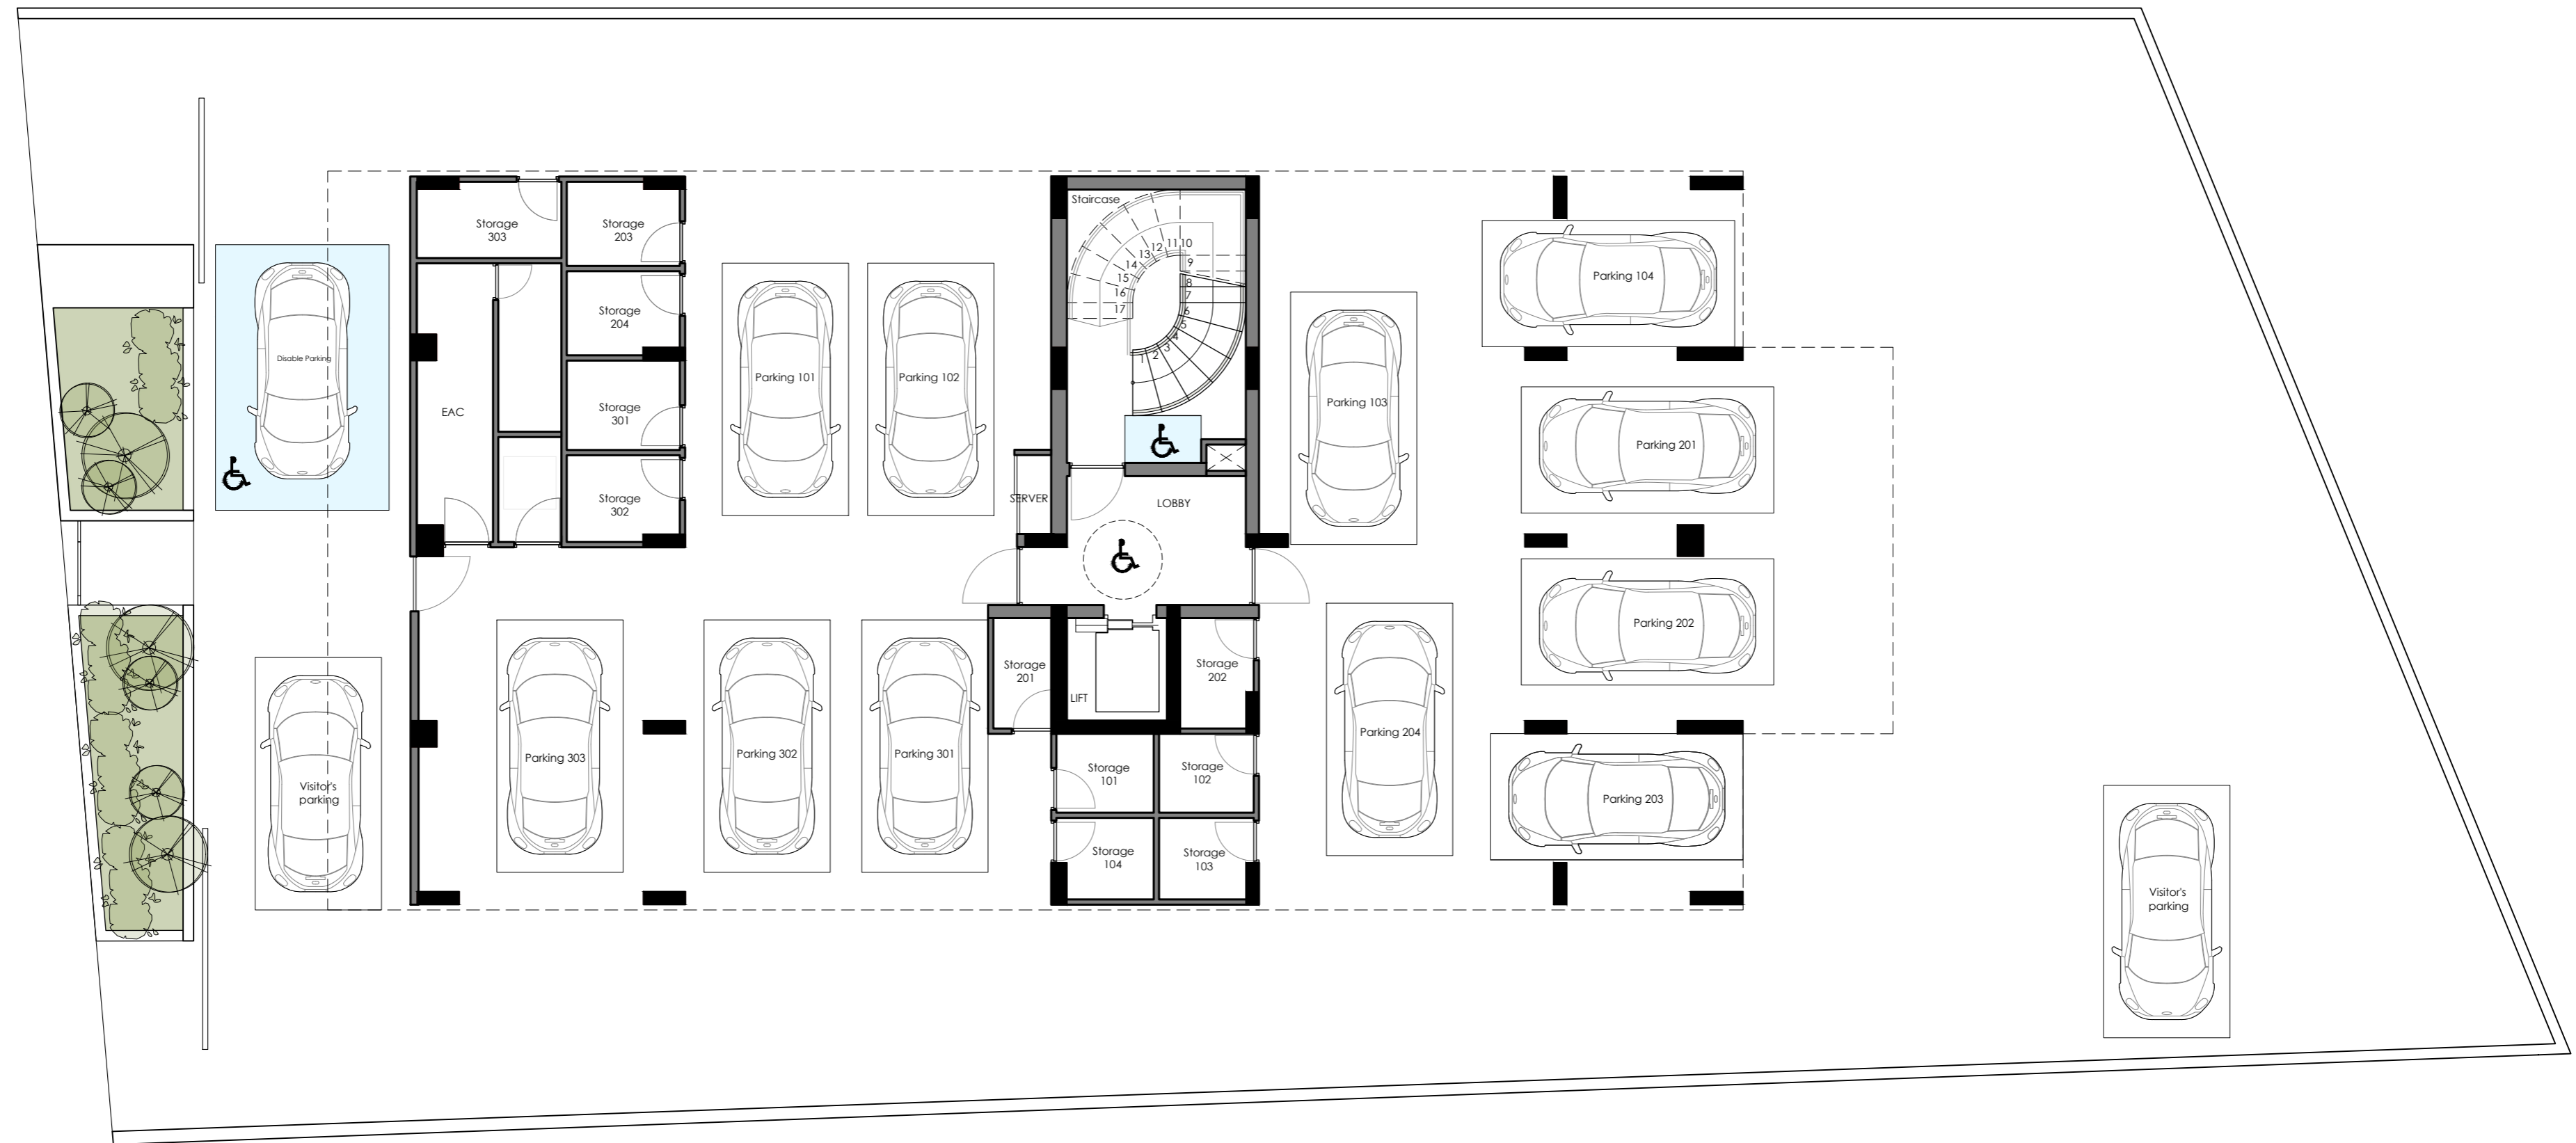 Storage
303
Storage
203
Storage
204
Storage
301
Storage
302
EAC
Disable Parking
Visitor's
parking
Parking 101
Parking 102
Parking 303
Parking 302
Parking 301
SERVER
Staircase
1
2
3
4
5
6
7
8
9
10
11
12
13
14
15
16
17
LOBBY
LIFT
Storage
201
Storage
202
Storage
101
Storage
102
Storage
104
Storage
103
Parking 103
Parking 204
Parking 104
Parking 201
Parking 202
Parking 203
Visitor's
parking